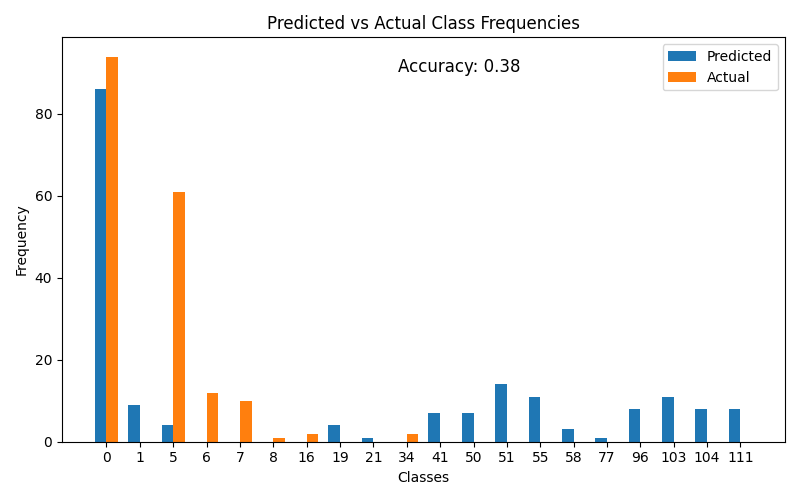 Predicted vs Actual Class Frequencies
Accuracy: 0.38
Predicted
Actual
Frequency
80
60
40
20
0
0 1 5 6 7 8 16 19 21 34 41 50 51 55 58 77 96 103 104 111
Classes